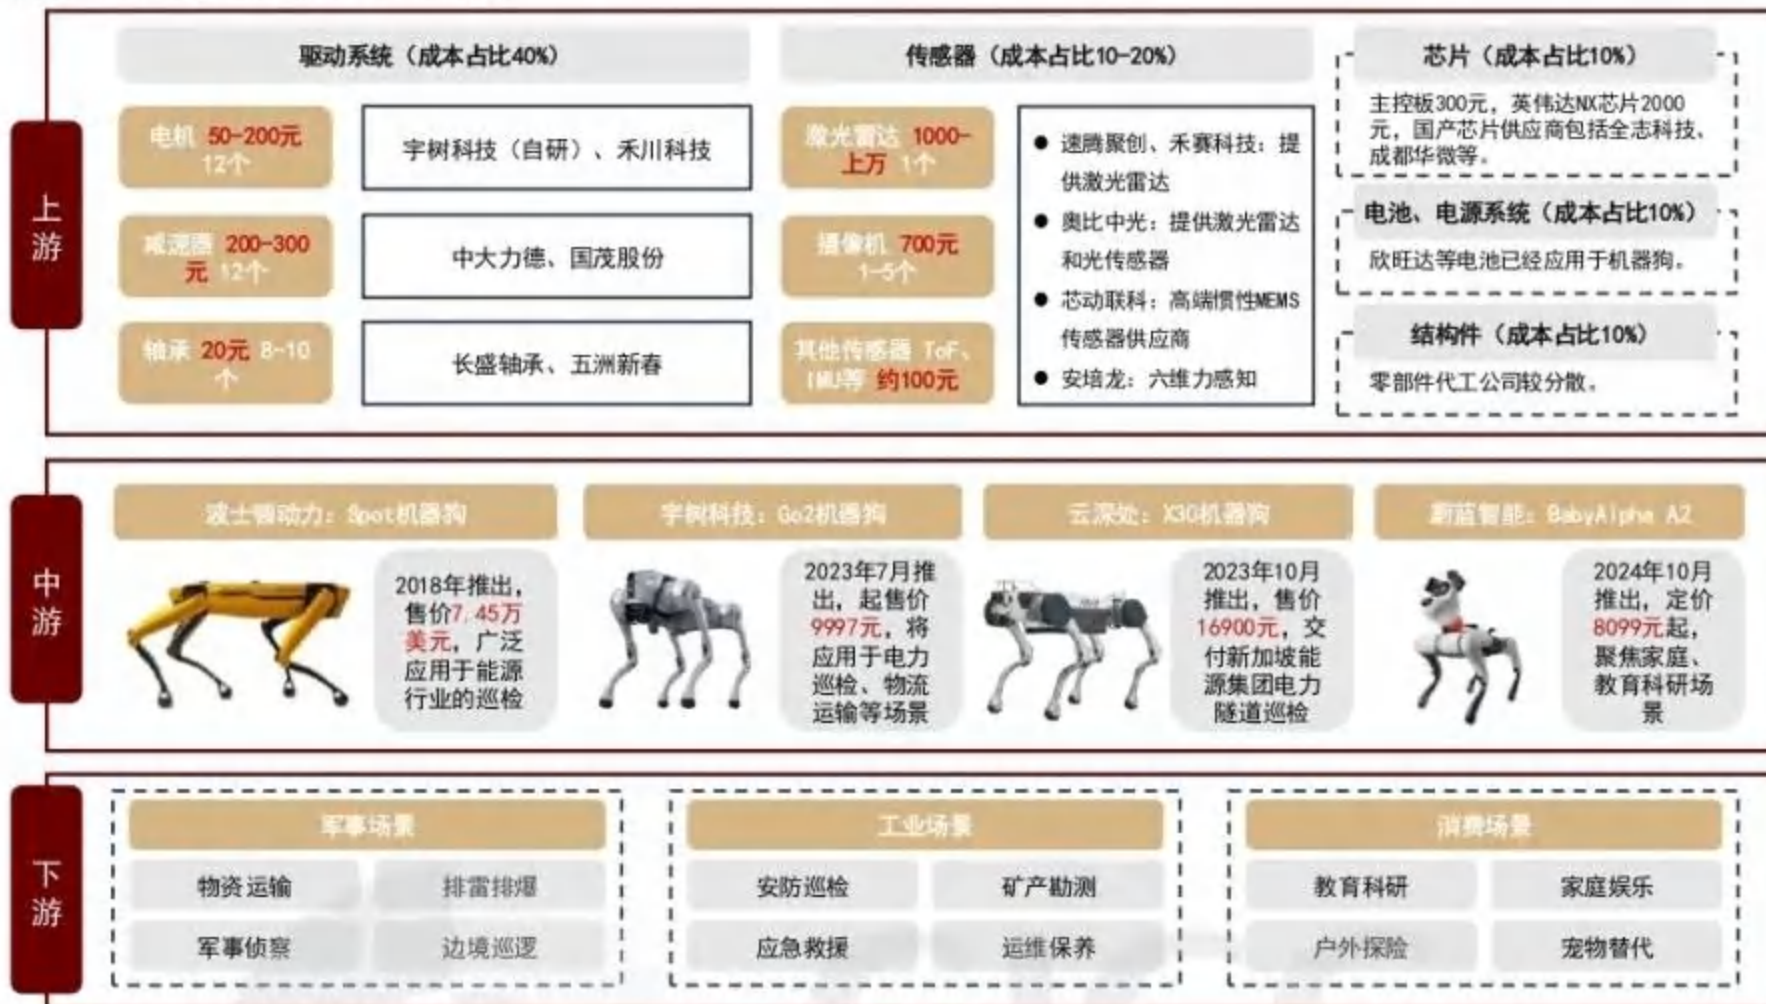 上游
驱动系统（成本占比40%）
电机 50-200元
12个
宇树科技（自研）、禾川科技
减速器 200-300
元 12个
中大力德、国茂股份
轴承 20元 8-10
个
长盛轴承、五洲新春
传感器（成本占比10-20%）
激光雷达 1000-
上万 1个
摄像机 700元
1-5个
其他传感器 ToF、
IMU等 约100元
● 速腾聚创、禾赛科技：提
供激光雷达
● 奥比中光：提供激光雷达
和光传感器
● 芯动联科：高端惯性MEMS
传感器供应商
● 安培龙：六维力感知
芯片（成本占比10%）
主控板300元，英伟达NX芯片2000
元，国产芯片供应商包括全志科技、
成都华微等。
电池、电源系统（成本占比10%）
欣旺达等电池已经应用于机器狗。
结构件（成本占比10%）
零部件代工公司较分散。
中游
波士顿动力：Spot机器狗
2018年推出，
售价7.45万
美元，广泛
应用于能源
行业的巡检
宇树科技：Go2机器狗
2023年7月推
出，起售价
9997元，将
应用于电力
巡检、物流
运输等场景
云深处：X30机器狗
2023年10月
推出，售价
16900元，交
付新加坡能
源集团电力
隧道巡检
蔚蓝智能：BabyAlpha A2
2024年10月
推出，定价
8099元起，
聚焦家庭、
教育科研场
景
下游
军事场景
物资运输 排雷排爆
军事侦察 边境巡逻
工业场景
安防巡检 矿产勘测
应急救援 运维保养
消费场景
教育科研 家庭娱乐
户外探险 宠物替代